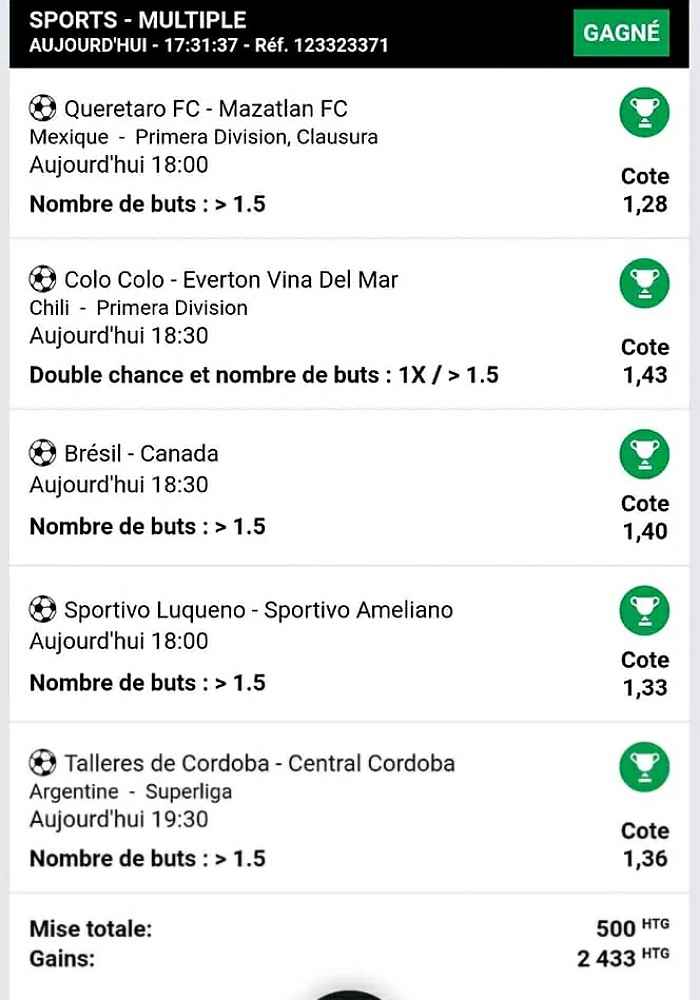 SPORTS - MULTIPLE
AUJOURD'HUI - 17:31:37 - Réf. 123323371
GAGNÉ
Queretaro FC - Mazatlan FC
Mexique - Primera Division, Clausura
Aujourd'hui 18:00
Nombre de buts : > 1.5
Cote
1,28
Colo Colo - Everton Vina Del Mar
Chili - Primera Division
Aujourd'hui 18:30
Double chance et nombre de buts : 1X / > 1.5
Cote
1,43
Brésil - Canada
Aujourd'hui 18:30
Nombre de buts : > 1.5
Cote
1,40
Sportivo Luqueno - Sportivo Ameliano
Aujourd'hui 18:00
Nombre de buts : > 1.5
Cote
1,33
Talleres de Cordoba - Central Cordoba
Argentine - Superliga
Aujourd'hui 19:30
Nombre de buts : > 1.5
Cote
1,36
Mise totale: 500 HTG
Gains: 2 433 HTG